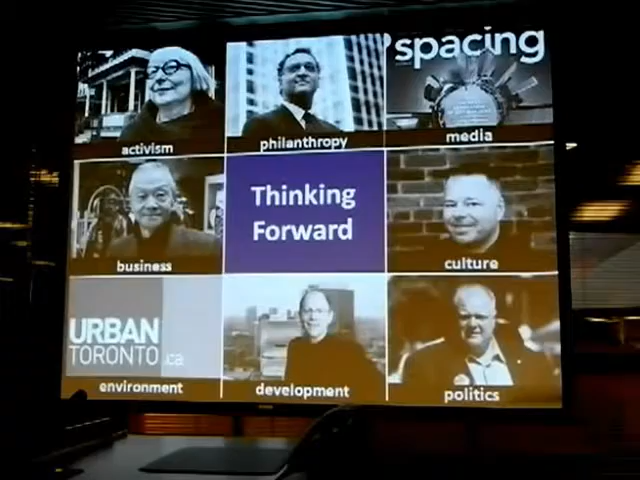 spacing
activism
philanthropy
media
Thinking
Forward
business
culture
URBAN
TORONTO.ca
environment
development
politics